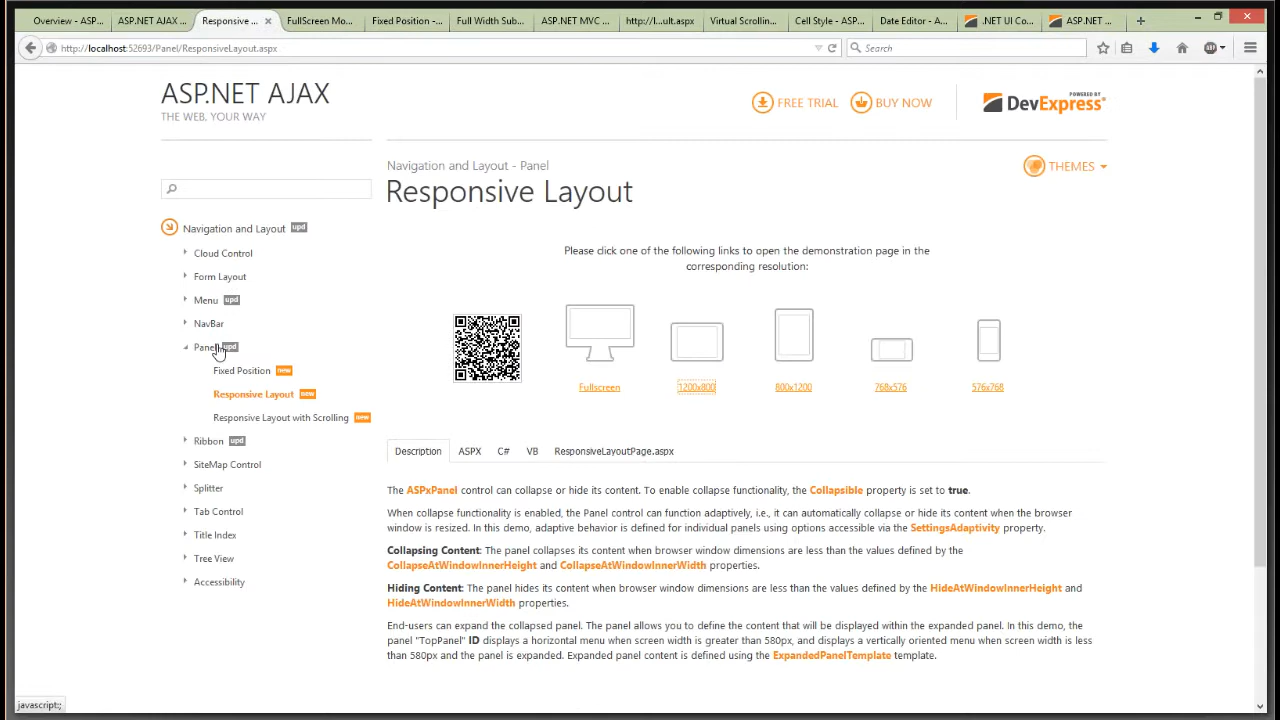 Overview - ASP...
ASP.NET AJAX ...
Responsive ...
FullScreen Mo...
Fixed Position -...
Full Width Sub...
ASP.NET MVC ...
http://l...ult.aspx
Virtual Scrollin...
Cell Style - ASP...
Date Editor - A...
.NET UI Co...
ASP.NET ...
http://localhost:52693/Panel/ResponsiveLayout.aspx
Search
ABP
ASP.NET AJAX
THE WEB, YOUR WAY
FREE TRIAL
BUY NOW
POWERED BY
DevExpress
Navigation and Layout upd
Cloud Control
Form Layout
Menu upd
NavBar
Panel upd
Fixed Position new
Responsive Layout new
Responsive Layout with Scrolling new
Ribbon upd
SiteMap Control
Splitter
Tab Control
Title Index
Tree View
Accessibility
Navigation and Layout - Panel
THEMES
Responsive Layout
Please click one of the following links to open the demonstration page in the
corresponding resolution:
Fullscreen
1200x800
800x1200
768x576
576x768
Description
ASPX
C#
VB
ResponsiveLayoutPage.aspx
The ASPxPanel control can collapse or hide its content. To enable collapse functionality, the Collapsible property is set to true.
When collapse functionality is enabled, the Panel control can function adaptively, i.e., it can automatically collapse or hide its content when the browser
window is resized. In this demo, adaptive behavior is defined for individual panels using options accessible via the SettingsAdaptivity property.
Collapsing Content: The panel collapses its content when browser window dimensions are less than the values defined by the
CollapseAtWindowInnerHeight and CollapseAtWindowInnerWidth properties.
Hiding Content: The panel hides its content when browser window dimensions are less than the values defined by the HideAtWindowInnerHeight and
HideAtWindowInnerWidth properties.
End-users can expand the collapsed panel. The panel allows you to define the content that will be displayed within the expanded panel. In this demo, the
panel "TopPanel" ID displays a horizontal menu when screen width is greater than 580px, and displays a vertically oriented menu when screen width is less
than 580px and the panel is expanded. Expanded panel content is defined using the ExpandedPanelTemplate template.
javascript:;